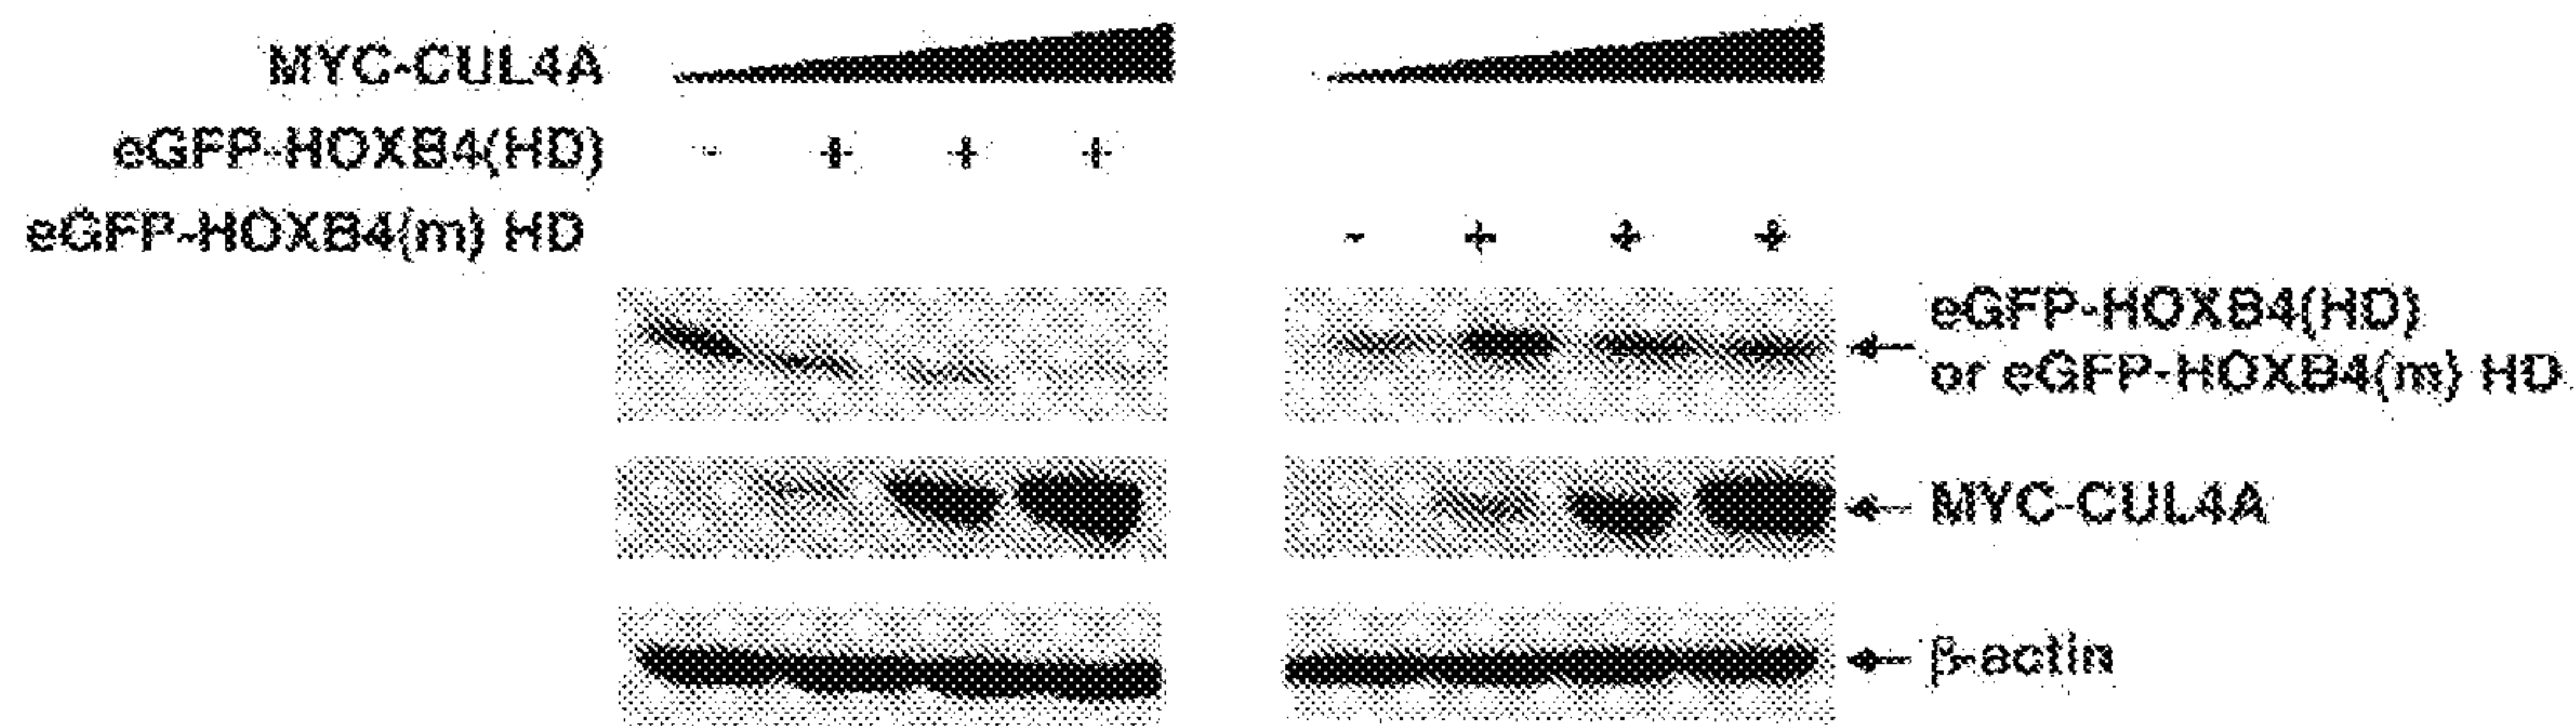 MYC-CUL4A
eGFP-HOXB4(HD) - + + +
eGFP-HOXB4(m) HD - + + +
eGFP-HOXB4(HD)
or eGFP-HOXB4(m) HD
MYC-CUL4A
β-actin